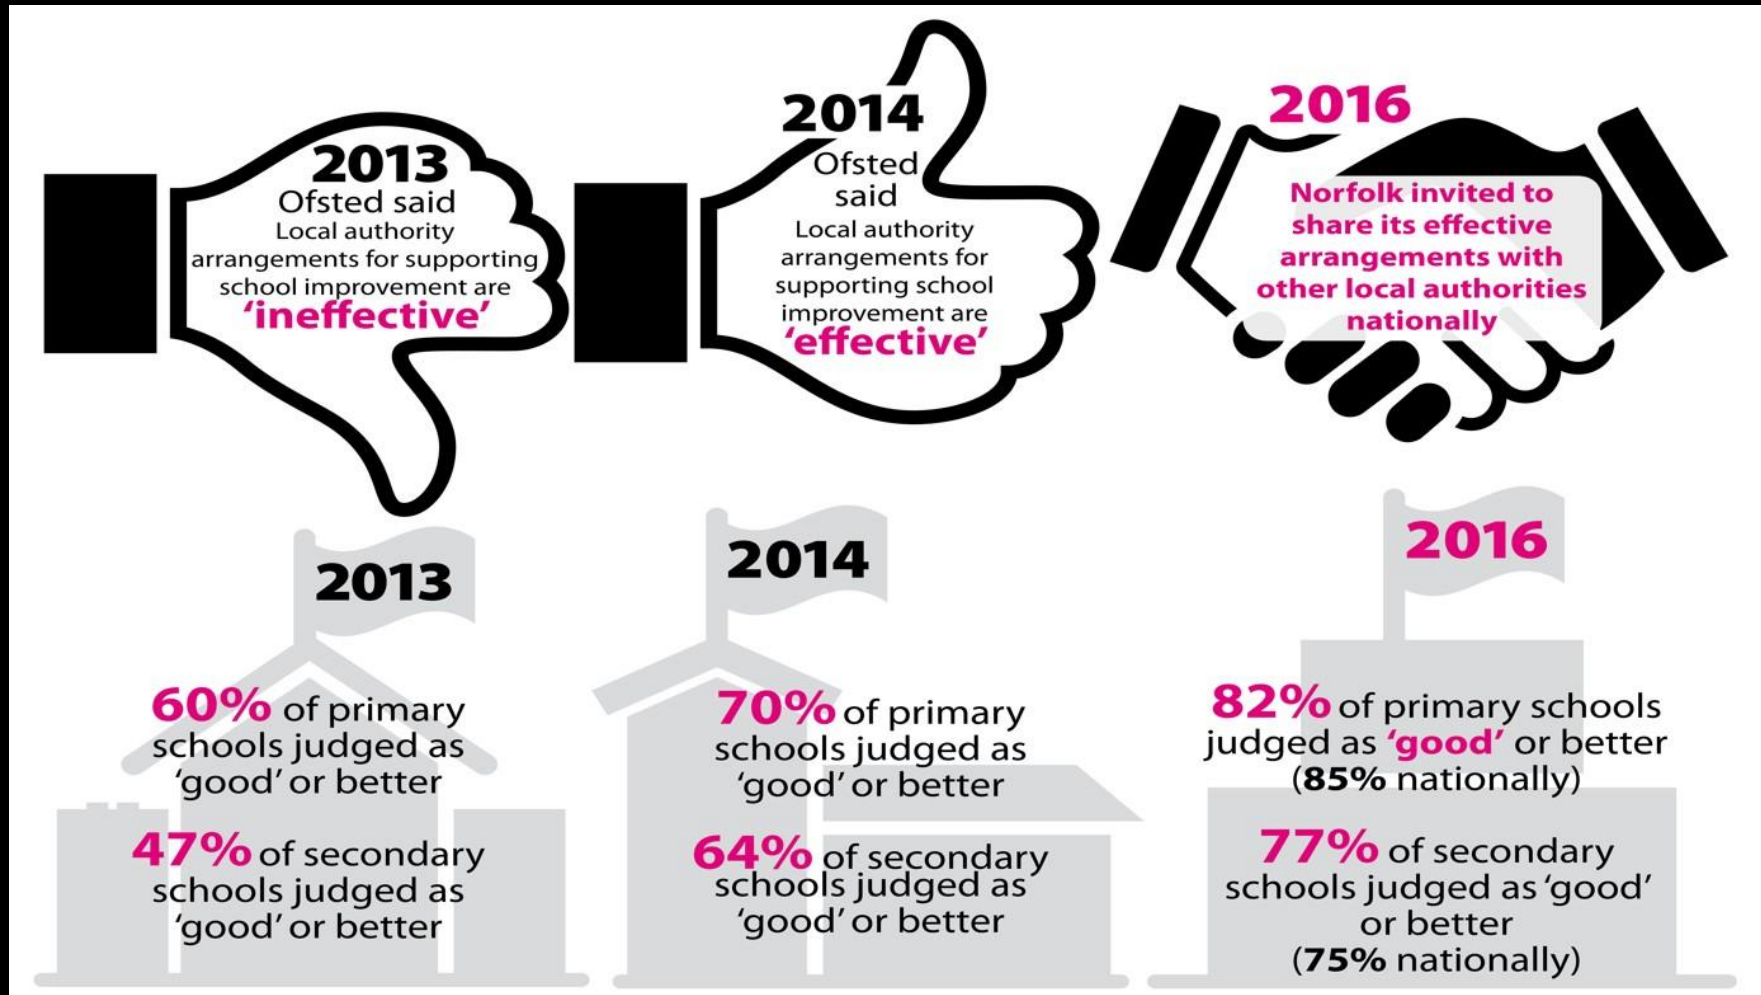 2013
Ofsted said
Local authority
arrangements for supporting
school improvement are
‘ineffective’
2014
Ofsted
said
Local authority
arrangements for
supporting school
improvement are
‘effective’
2016
Norfolk invited to
share its effective
arrangements with
other local authorities
nationally
2013
60% of primary
schools judged as
‘good’ or better
47% of secondary
schools judged as
‘good’ or better
2014
70% of primary
schools judged as
‘good’ or better
64% of secondary
schools judged as
‘good’ or better
2016
82% of primary schools
judged as ‘good’ or better
(85% nationally)
77% of secondary
schools judged as ‘good’
or better
(75% nationally)